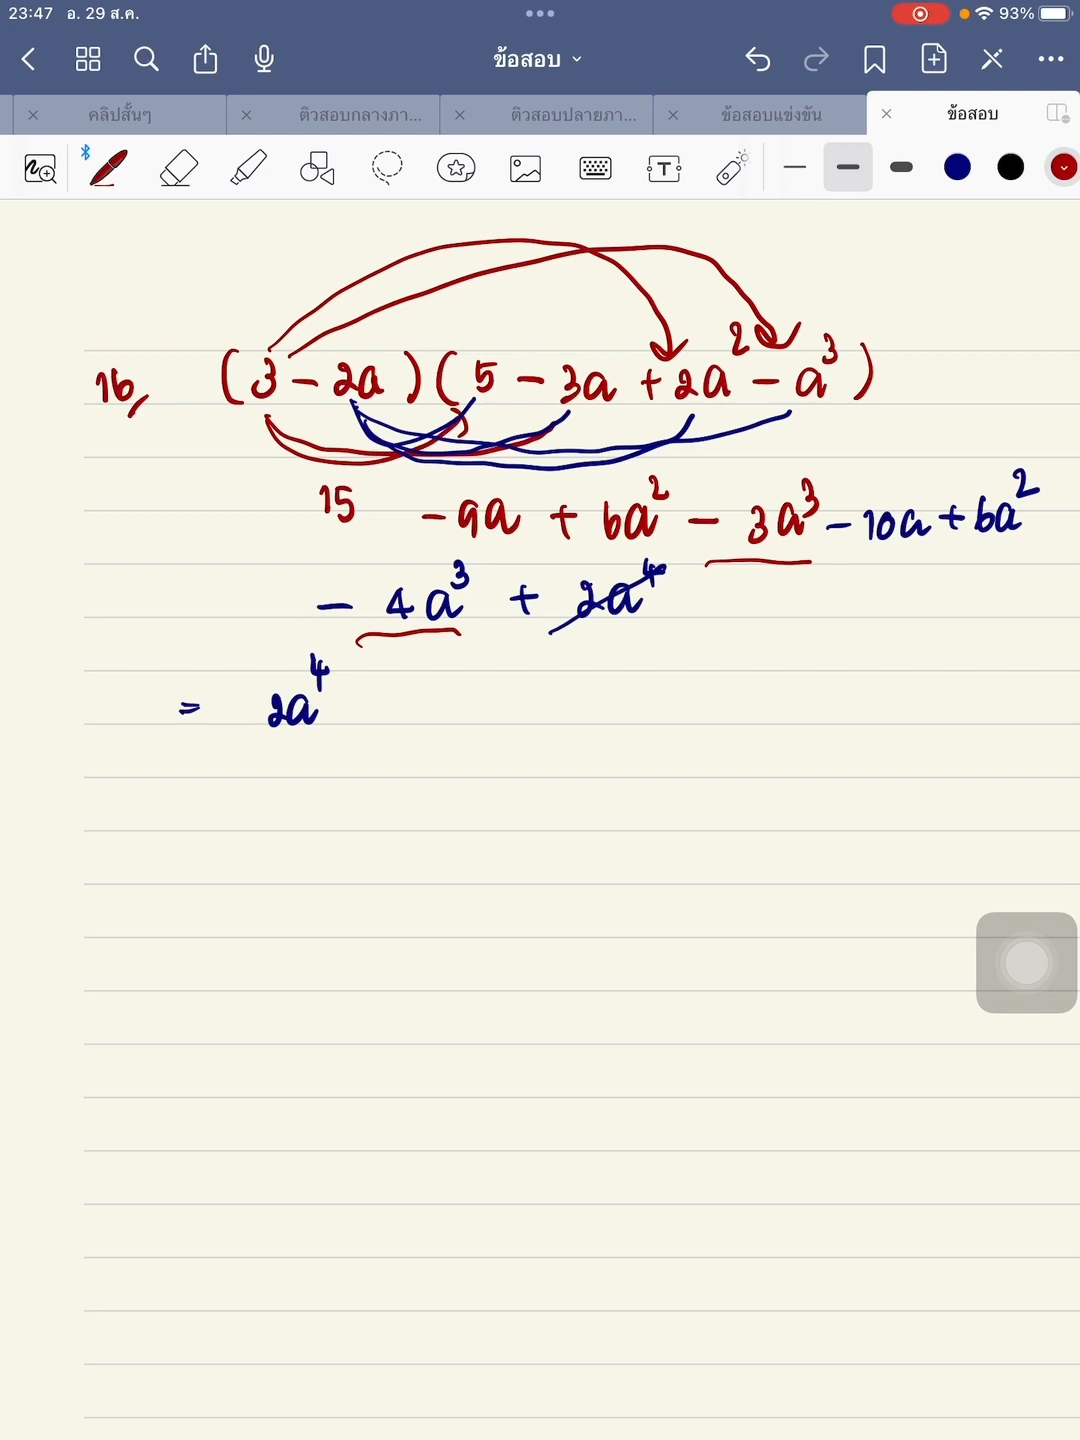 23:47 อ. 29 ส.ค. 93%
ข้อสอบ
คลิปสั้นๆ ติวสอบกลางภา... ติวสอบปลายภา... ข้อสอบแข่งขัน ข้อสอบ
16, (3 - 2a)(5 - 3a + 2a² - a³)
15 - 9a + 6a² - 3a³ - 10a + 6a²
- 4a³ + 2a⁴
= 2a⁴